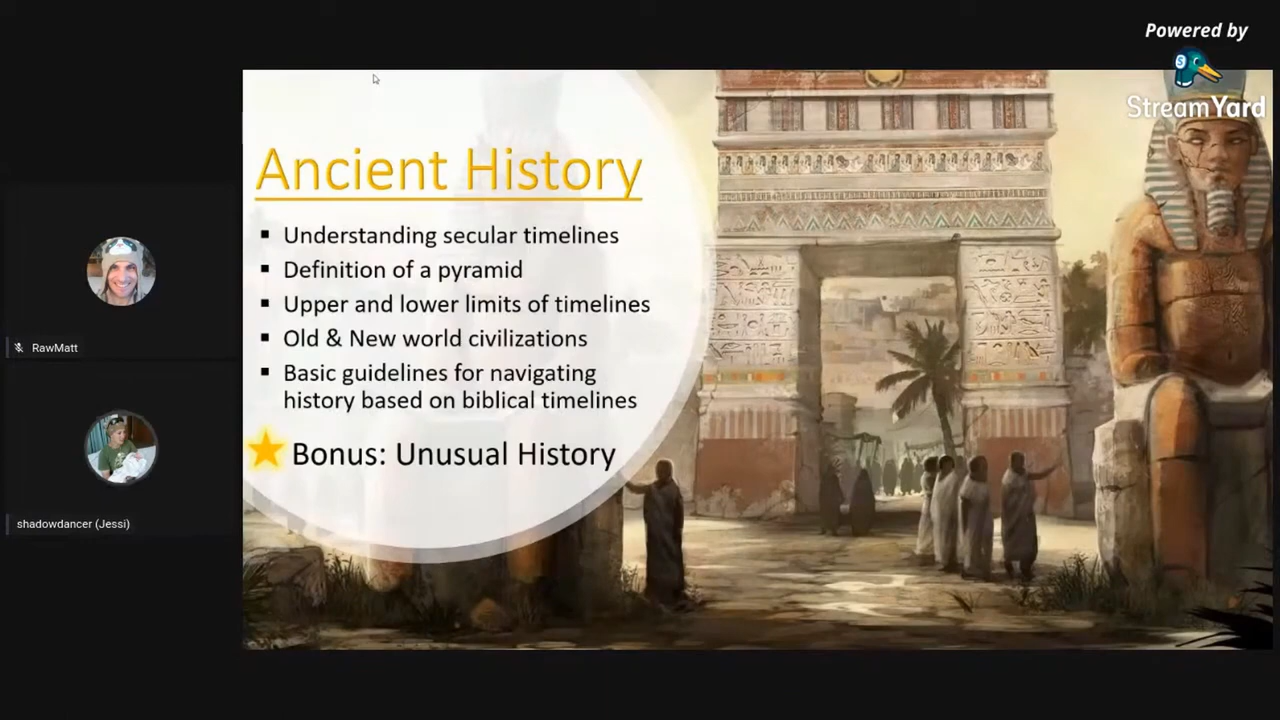 Powered by
StreamYard
Ancient History
Understanding secular timelines
Definition of a pyramid
Upper and lower limits of timelines
Old & New world civilizations
Basic guidelines for navigating
history based on biblical timelines
Bonus: Unusual History
RawMatt
shadowdancer (Jessi)